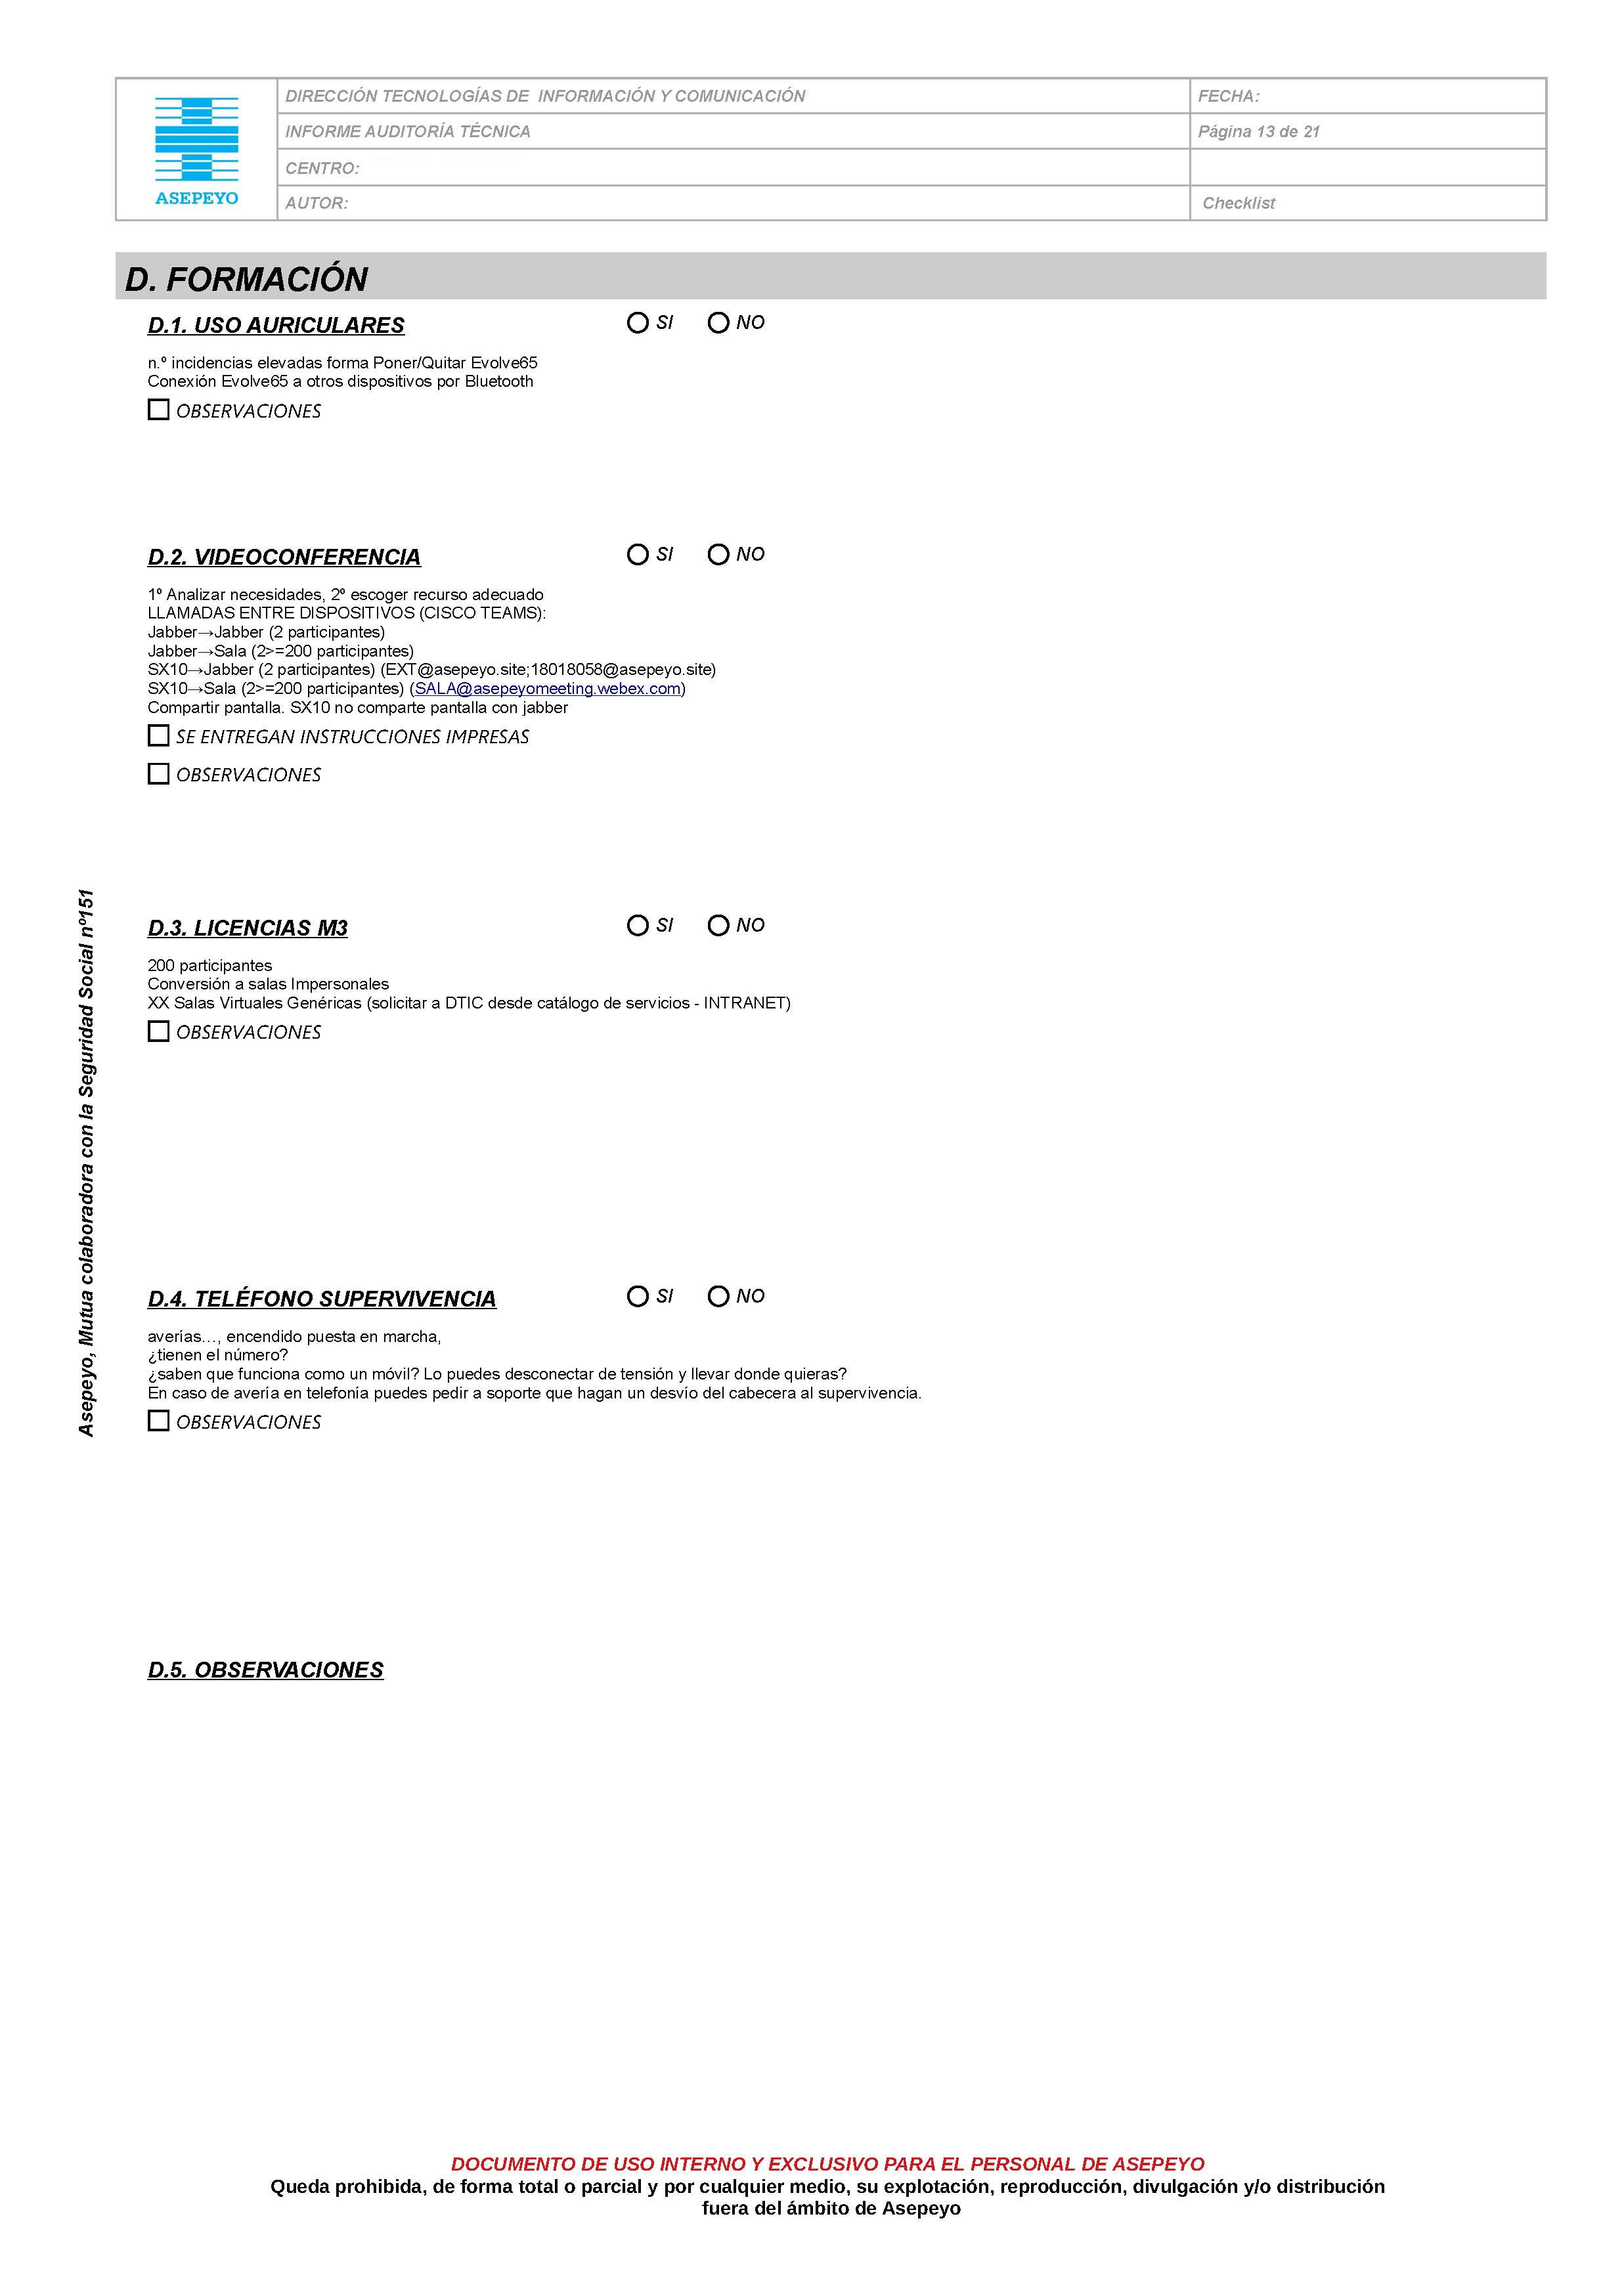 ASEPEYO
DIRECCIÓN TECNOLOGÍAS DE INFORMACIÓN Y COMUNICACIÓN
FECHA:
INFORME AUDITORÍA TÉCNICA
Página 13 de 21
CENTRO:
AUTOR:
Checklist
D. FORMACIÓN
D.1. USO AURICULARES
SI
NO
n.º incidencias elevadas forma Poner/Quitar Evolve65
Conexión Evolve65 a otros dispositivos por Bluetooth
OBSERVACIONES
D.2. VIDEOCONFERENCIA
SI
NO
1º Analizar necesidades, 2º escoger recurso adecuado
LLAMADAS ENTRE DISPOSITIVOS (CISCO TEAMS):
Jabber→Jabber (2 participantes)
Jabber→Sala (2>=200 participantes)
SX10→Jabber (2 participantes) (EXT@asepeyo.site;18018058@asepeyo.site)
SX10→Sala (2>=200 participantes) (SALA@asepeyomeeting.webex.com)
Compartir pantalla. SX10 no comparte pantalla con jabber
SE ENTREGAN INSTRUCCIONES IMPRESAS
OBSERVACIONES
D.3. LICENCIAS M3
SI
NO
200 participantes
Conversión a salas Impersonales
XX Salas Virtuales Genéricas (solicitar a DTIC desde catálogo de servicios - INTRANET)
OBSERVACIONES
D.4. TELÉFONO SUPERVIVENCIA
SI
NO
averías…, encendido puesta en marcha,
¿tienen el número?
¿saben que funciona como un móvil? Lo puedes desconectar de tensión y llevar donde quieras?
En caso de avería en telefonía puedes pedir a soporte que hagan un desvío del cabecera al supervivencia.
OBSERVACIONES
D.5. OBSERVACIONES
Asepeyo, Mutua colaboradora con la Seguridad Social nº151
DOCUMENTO DE USO INTERNO Y EXCLUSIVO PARA EL PERSONAL DE ASEPEYO
Queda prohibida, de forma total o parcial y por cualquier medio, su explotación, reproducción, divulgación y/o distribución
fuera del ámbito de Asepeyo